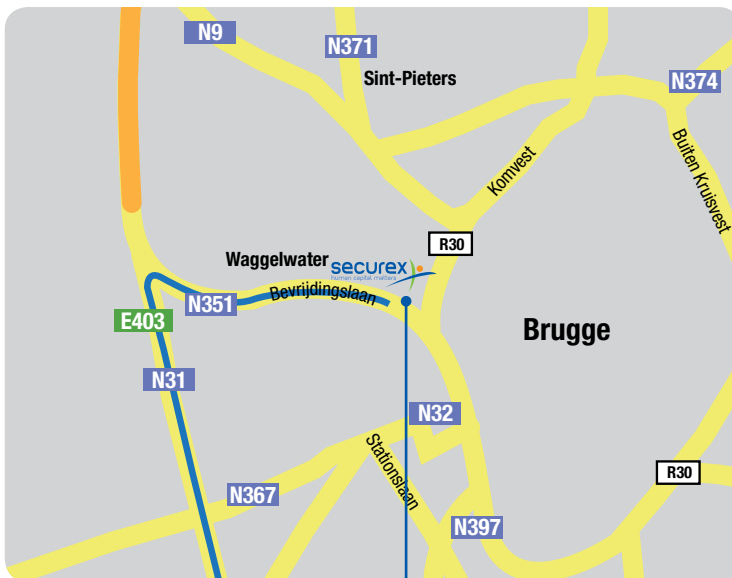 N9
N371
Sint-Pieters
N374
Buiten Kruisvest
Komvest
R30
Waggelwater
securex
human capital matters
Bevrijdingslaan
N351
E403
Brugge
N31
N32
Stationslaan
R30
N367
N397